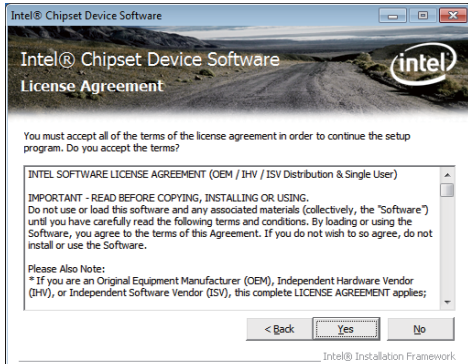 Intel® Chipset Device Software
Intel® Chipset Device Software
License Agreement
intel
You must accept all of the terms of the license agreement in order to continue the setup
program. Do you accept the terms?
INTEL SOFTWARE LICENSE AGREEMENT (OEM / IHV / ISV Distribution & Single User)
IMPORTANT - READ BEFORE COPYING, INSTALLING OR USING.
Do not use or load this software and any associated materials (collectively, the "Software")
until you have carefully read the following terms and conditions. By loading or using the
Software, you agree to the terms of this Agreement. If you do not wish to so agree, do not
install or use the Software.
Please Also Note:
* If you are an Original Equipment Manufacturer (OEM), Independent Hardware Vendor
(IHV), or Independent Software Vendor (ISV), this complete LICENSE AGREEMENT applies;
< Back Yes No
Intel® Installation Framework